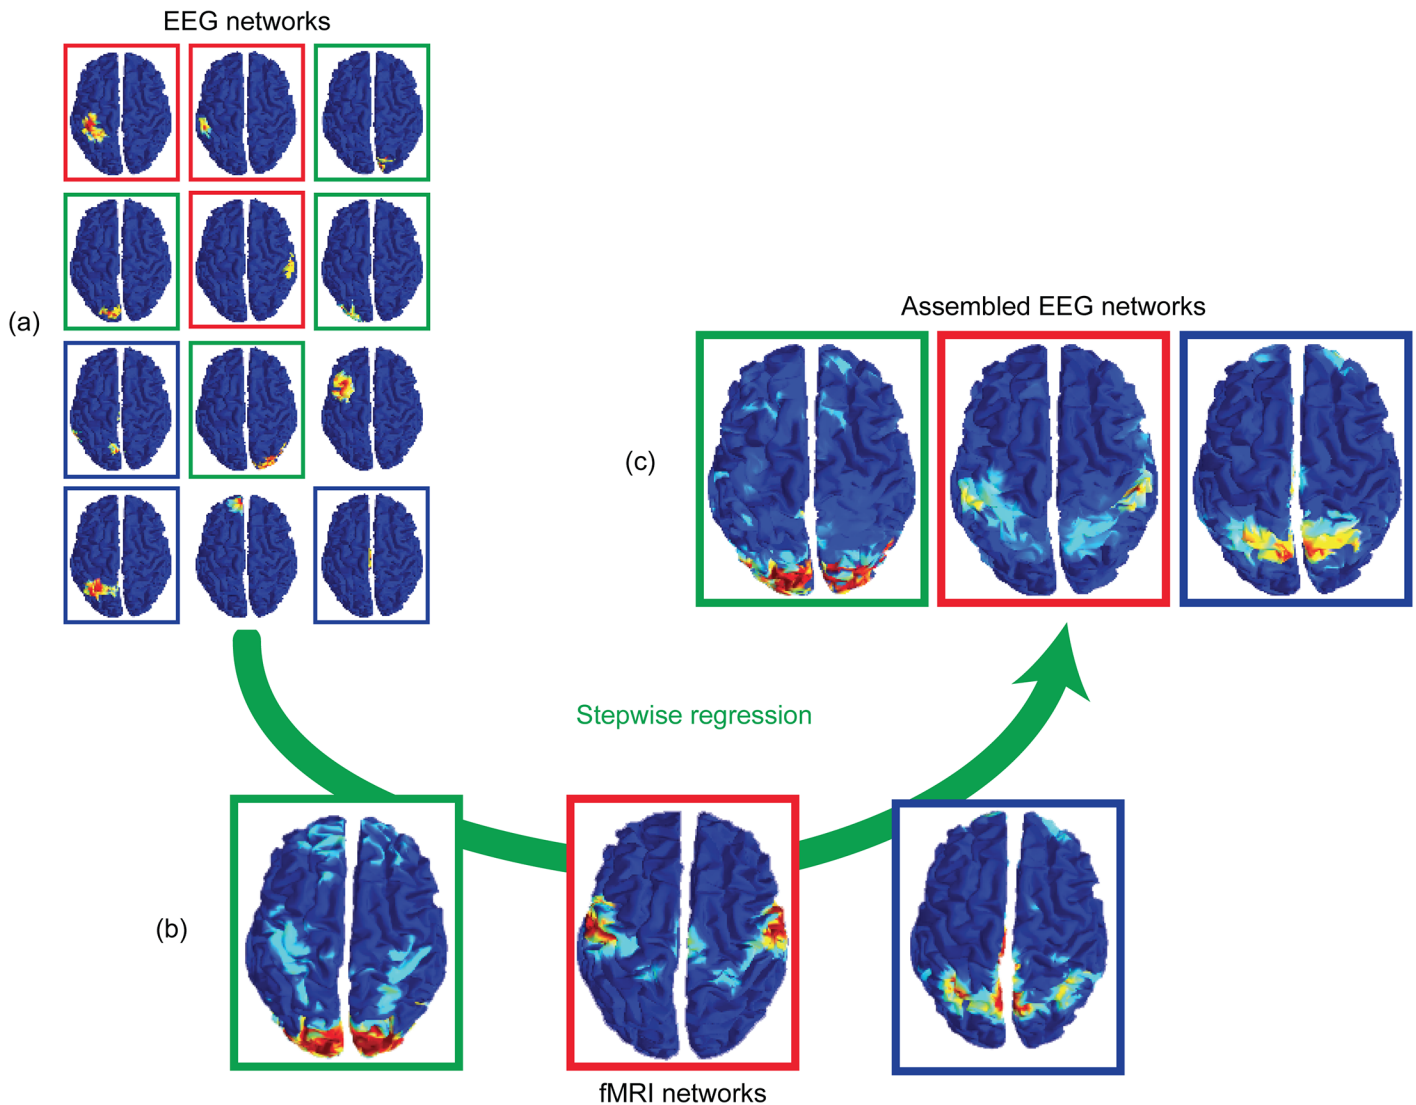 EEG networks
(a)
Assembled EEG networks
(c)
Stepwise regression
(b)
fMRI networks